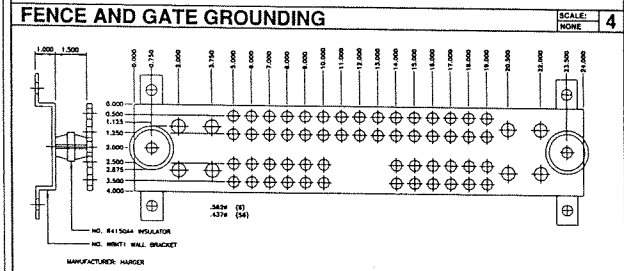 FENCE AND GATE GROUNDING
SCALE:
NONE
4
1.000 1.500
0.000 0.750 2.000 3.750 5.000 6.000 7.000 8.000 9.000 10.000 11.000 12.000 13.000 14.000 15.000 16.000 17.000 18.000 19.000 20.500 22.000 23.500 24.000
0.000
0.500
1.125
1.250
2.000
2.500
2.875
3.500
4.000
.562ø (8)
.437ø (56)
NO. WBKT1 WALL BRACKET
MANUFACTURER: HARGER